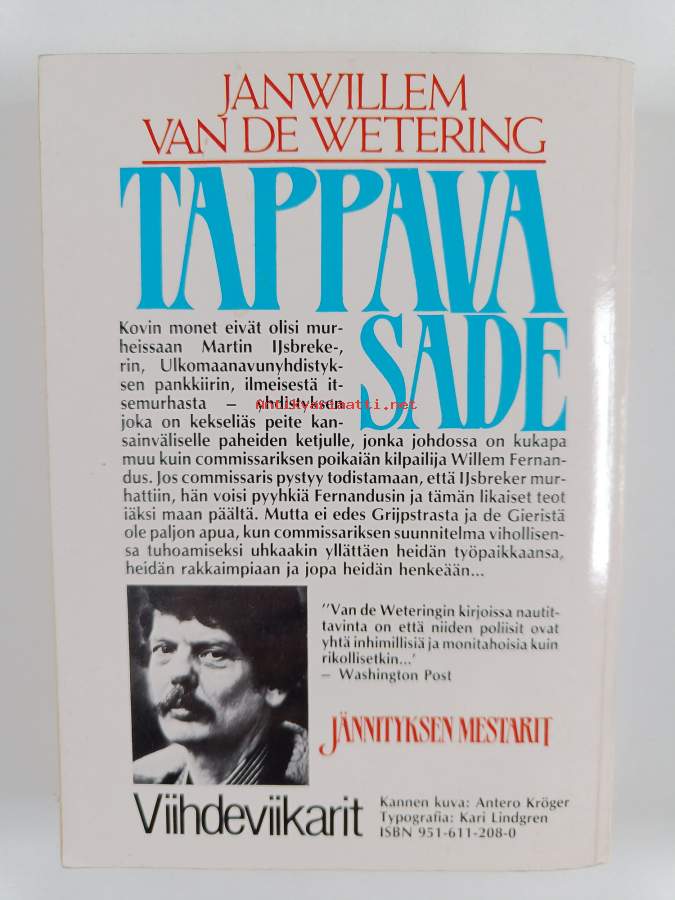 JANWILLEM
VAN DE WETERING
TAPPAVA
SADE
Kovin monet eivät olisi mur-
heissaan Martin IJsbreke-,
rin, Ulkomaanavunyhdistyk-
sen pankkiirin, ilmeisestä it-
semurhasta – yhdistyksen,
Antikvariaatti.net
joka on kekseliäs peite kan-
sainväliselle paheiden ketjulle, jonka johdossa on kukapa
muu kuin commissariksen poikaiän kilpailija Willem Fernan-
dus. Jos commissaris pystyy todistamaan, että IJsbreker mur-
hattiin, hän voisi pyyhkiä Fernandusin ja tämän likaiset teot
iäksi maan päältä. Mutta ei edes Grijpstrasta ja de Gieristä
ole paljon apua, kun commissariksen suunnitelma vihollisen-
sa tuhoamiseksi uhkaakin yllättäen heidän työpaikkaansa,
heidän rakkaimpiaan ja jopa heidän henkeään...
"Van de Weteringin kirjoissa nautit-
tavinta on että niiden poliisit ovat
yhtä inhimillisiä ja monitahoisia kuin
rikollisetkin...'
– Washington Post
JÄNNITYKSEN MESTARIT
Viihdeviikarit
Kannen kuva: Antero Kröger
Typografia: Kari Lindgren
ISBN 951-611-208-0